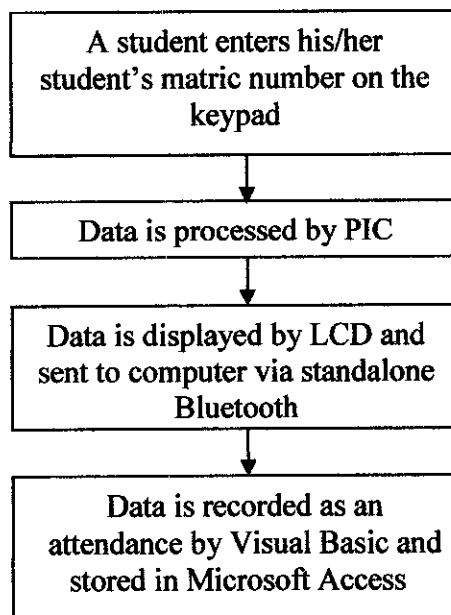 A student enters his/her
student's matric number on the
keypad
Data is processed by PIC
Data is displayed by LCD and
sent to computer via standalone
Bluetooth
Data is recorded as an
attendance by Visual Basic and
stored in Microsoft Access